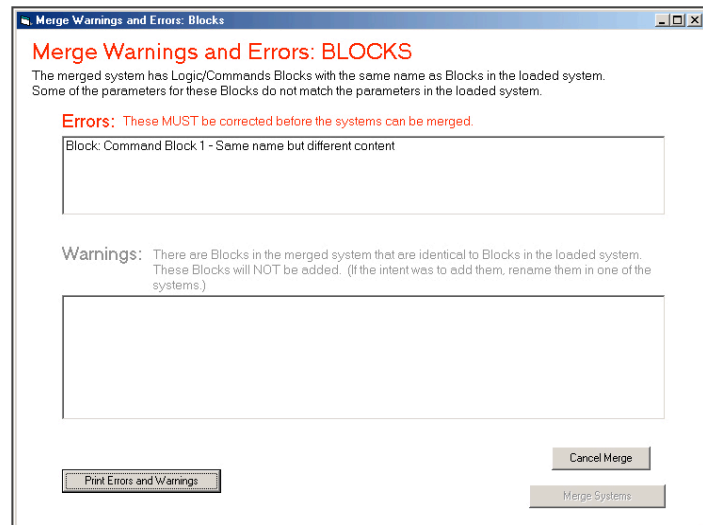 Merge Warnings and Errors: Blocks
Merge Warnings and Errors: BLOCKS
The merged system has Logic/Commands Blocks with the same name as Blocks in the loaded system.
Some of the parameters for these Blocks do not match the parameters in the loaded system.
Errors: These MUST be corrected before the systems can be merged.
Block: Command Block 1 - Same name but different content
Warnings: There are Blocks in the merged system that are identical to Blocks in the loaded system.
These Blocks will NOT be added. (If the intent was to add them, rename them in one of the
systems.)
Cancel Merge
Print Errors and Warnings
Merge Systems